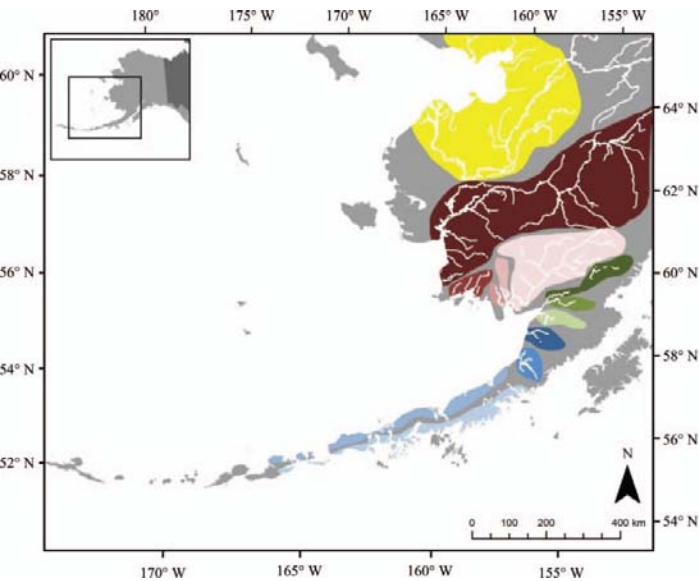 180° 175° W 170° W 165° W 160° W 155° W
60° N
64° N
58° N
62° N
56° N
60° N
54° N
58° N
56° N
52° N
N
0 100 200 400 km
54° N
170° W 165° W 160° W 155° W